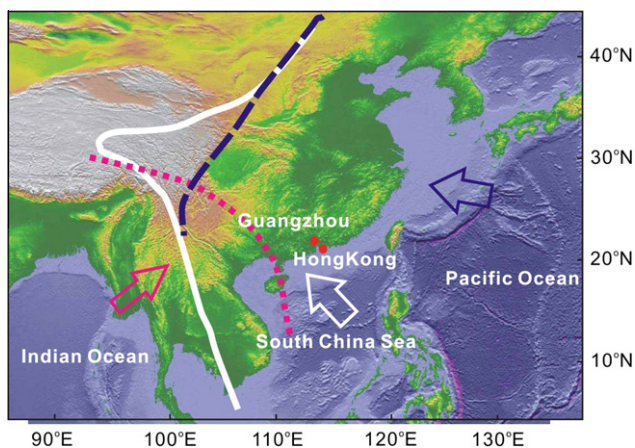 40°N
30°N
Guangzhou
HongKong
20°N
Pacific Ocean
South China Sea
Indian Ocean
10°N
90°E 100°E 110°E 120°E 130°E